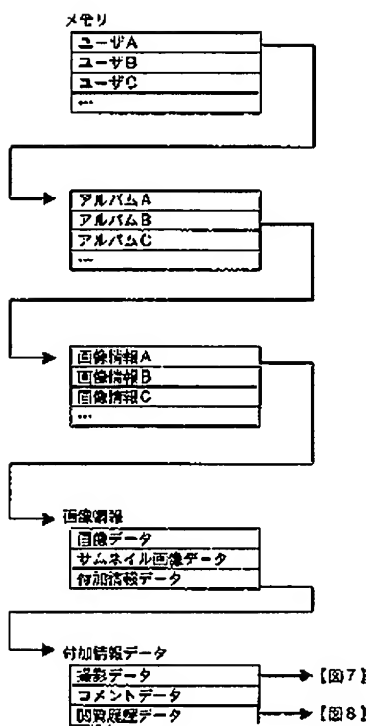 メモリ
ユーザA
ユーザB
ユーザC
…
アルバムA
アルバムB
アルバムC
…
画像情報A
画像情報B
画像情報C
…
画像情報
画像データ
サムネイル画像データ
付加情報データ
付加情報データ
撮影データ 【図7】
コメントデータ
閲覧履歴データ 【図8】